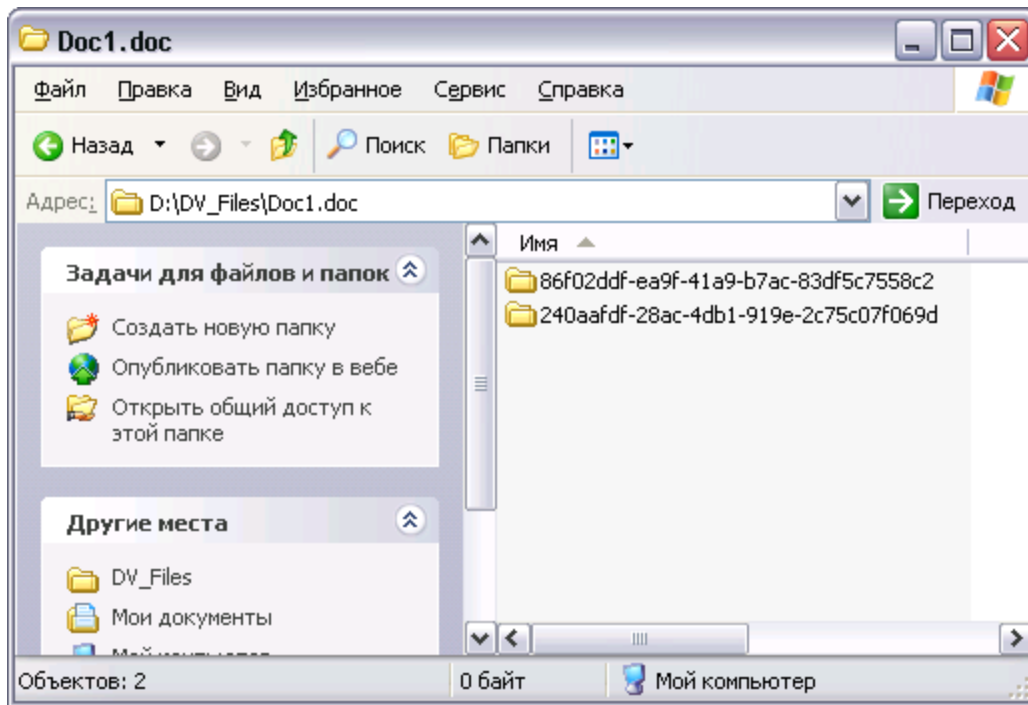 Doc1.doc
Файл Правка Вид Избранное Сервис Справка
Назад Поиск Папки
Адрес: D:\DV_Files\Doc1.doc Переход
Имя
Задачи для файлов и папок
86f02ddf-ea9f-41a9-b7ac-83df5c7558c2
240aafdf-28ac-4db1-919e-2c75c07f069d
Создать новую папку
Опубликовать папку в вебе
Открыть общий доступ к
этой папке
Другие места
DV_Files
Мои документы
Объектов: 2 0 байт Мой компьютер